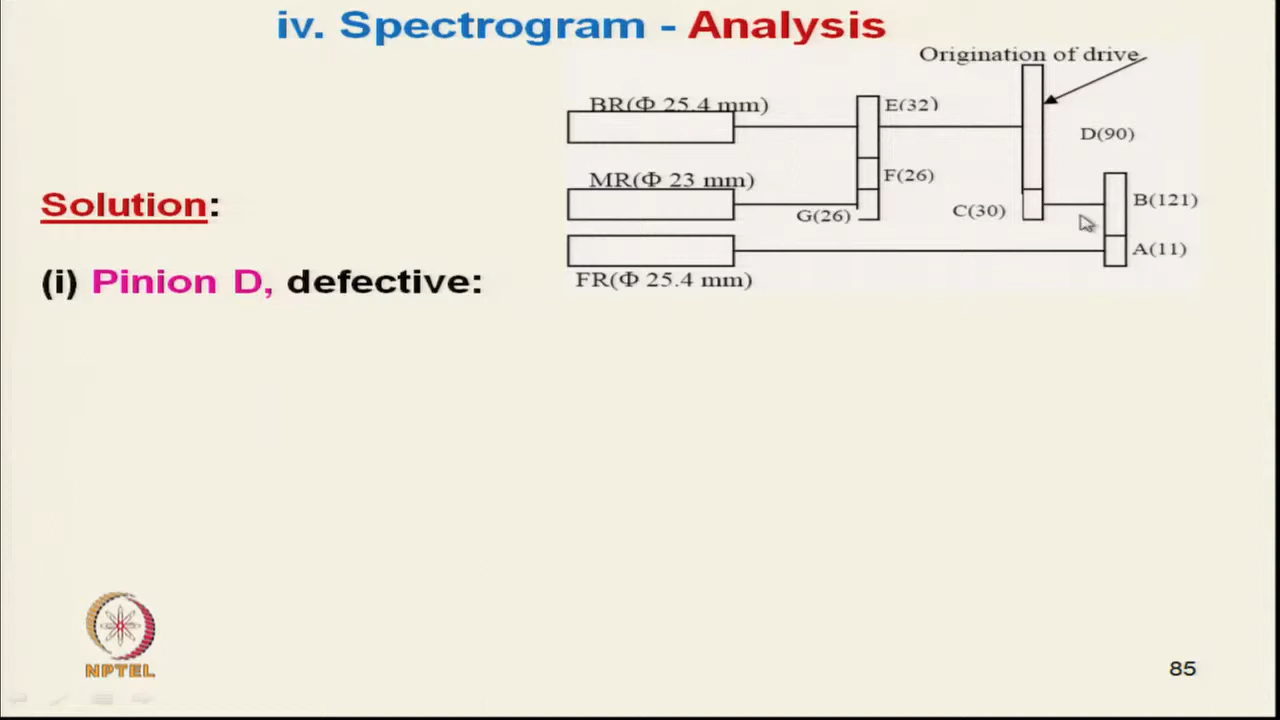 iv. Spectrogram - Analysis
Origination of drive
BR(Φ 25.4 mm)
E(32)
D(90)
MR(Φ 23 mm)
F(26)
B(121)
Solution:
G(26)
C(30)
A(11)
(i) Pinion D, defective:
FR(Φ 25.4 mm)
NPTEL
85